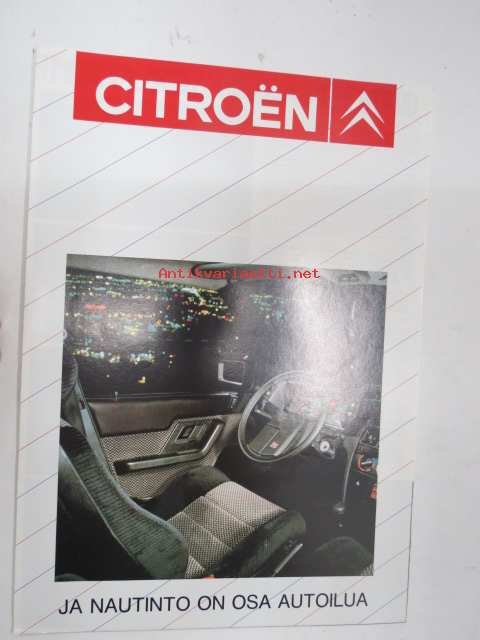 CITROËN
Antikvariaatti.net
JA NAUTINTO ON OSA AUTOILUA